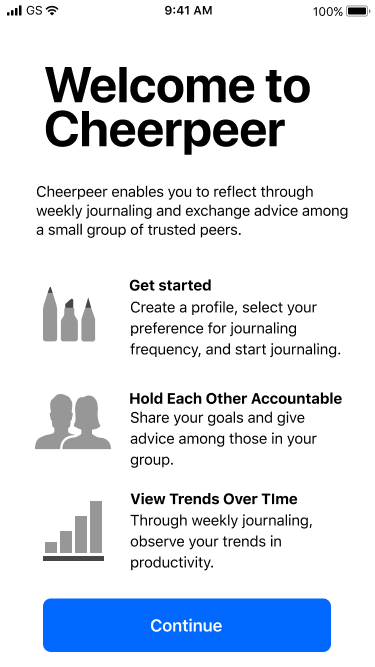 GS 9:41 AM 100%
Welcome to
Cheerpeer
Cheerpeer enables you to reflect through
weekly journaling and exchange advice among
a small group of trusted peers.
Get started
Create a profile, select your
preference for journaling
frequency, and start journaling.
Hold Each Other Accountable
Share your goals and give
advice among those in your
group.
View Trends Over TIme
Through weekly journaling,
observe your trends in
productivity.
Continue